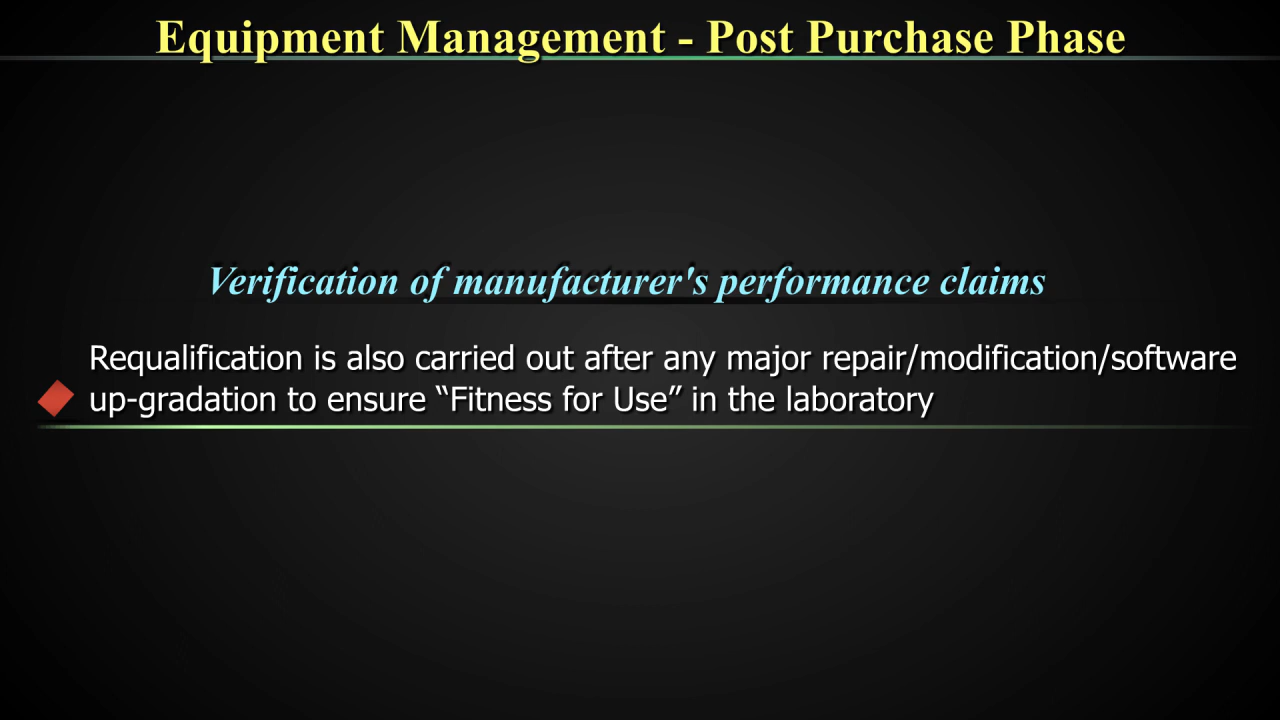 Equipment Management - Post Purchase Phase
Verification of manufacturer's performance claims
Requalification is also carried out after any major repair/modification/software
up-gradation to ensure “Fitness for Use” in the laboratory